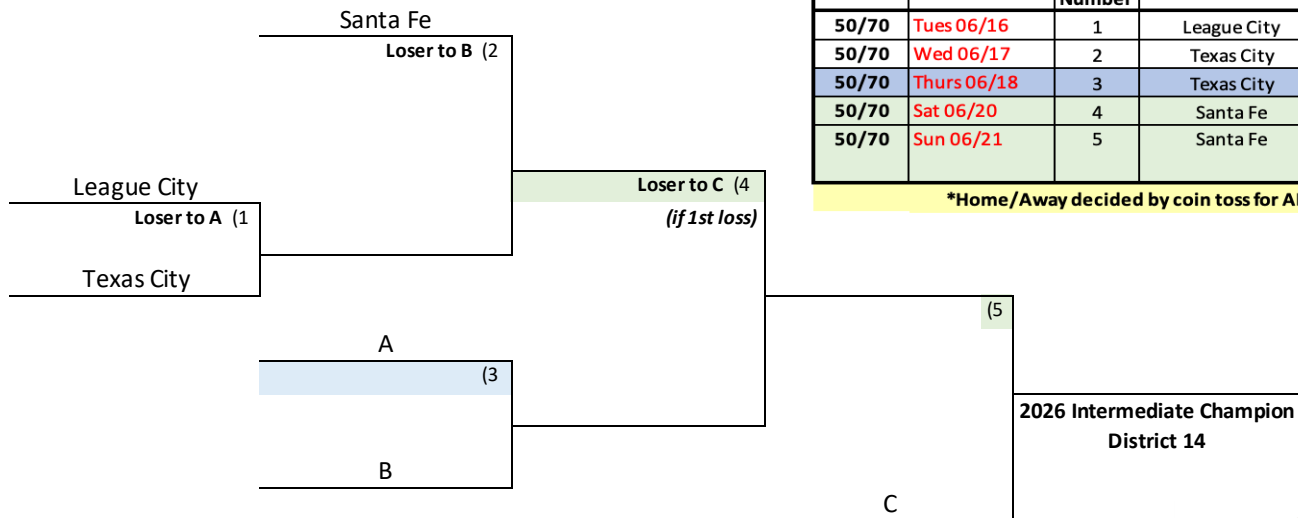 Santa Fe
Loser to B (2
League City
Loser to A (1
Texas City
Loser to C (4
(if 1st loss)
A
(3
B
(5
C
2026 Intermediate Champion
District 14
Number
50/70 Tues 06/16 1 League City
50/70 Wed 06/17 2 Texas City
50/70 Thurs 06/18 3 Texas City
50/70 Sat 06/20 4 Santa Fe
50/70 Sun 06/21 5 Santa Fe
*Home/Away decided by coin toss for